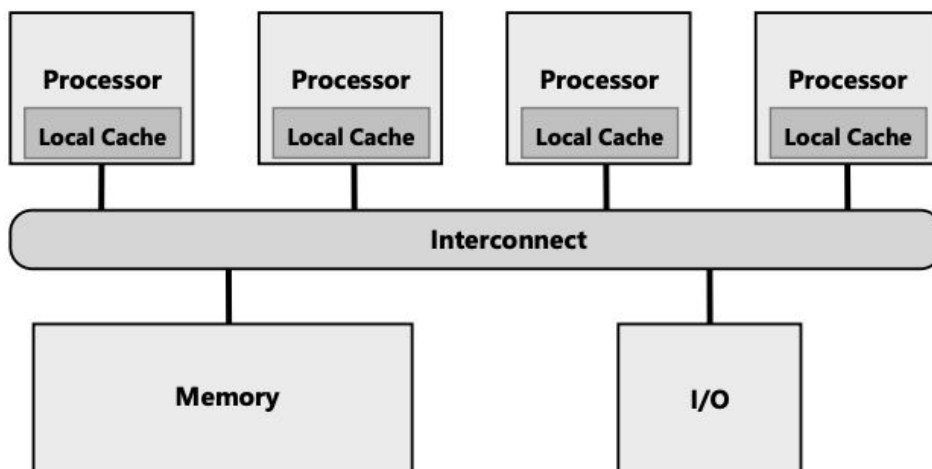 Processor
Local Cache
Processor
Local Cache
Processor
Local Cache
Processor
Local Cache
Interconnect
Memory
I/O